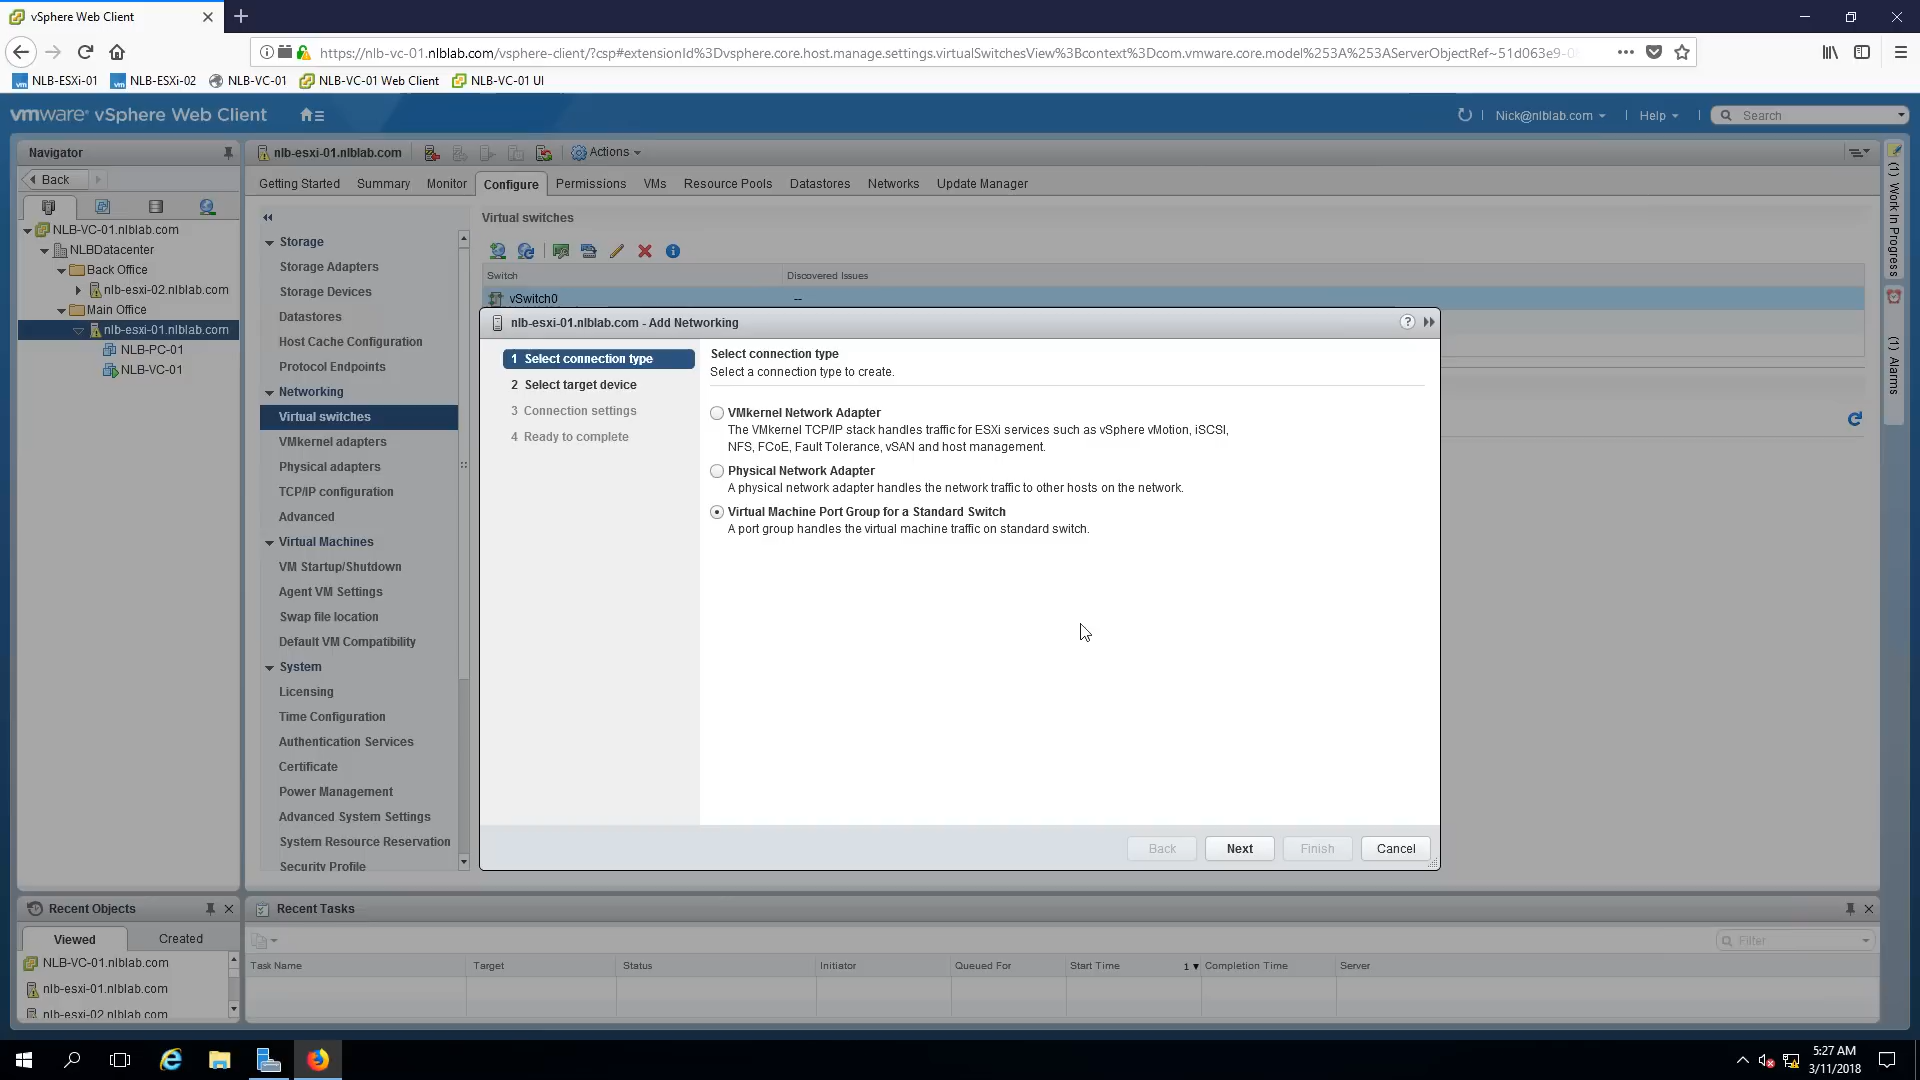 vSphere Web Client
https://nlb-vc-01.nlblab.com/vsphere-client/?csp#extensionId%3Dvsphere.core.host.manage.settings.virtualSwitchesView%3Bcontext%3Dcom.vmware.core.model%253A%253AServerObjectRef~51d063e9-0
NLB-ESXi-01
NLB-ESXi-02
NLB-VC-01
NLB-VC-01 Web Client
NLB-VC-01 UI
vmware® vSphere Web Client
Nick@nlblab.com
Help
Search
Navigator
Back
NLB-VC-01.nlblab.com
NLBDatacenter
Back Office
nlb-esxi-02.nlblab.com
Main Office
nlb-esxi-01.nlblab.com
NLB-PC-01
NLB-VC-01
nlb-esxi-01.nlblab.com
Actions
Getting Started
Summary
Monitor
Configure
Permissions
VMs
Resource Pools
Datastores
Networks
Update Manager
Storage
Storage Adapters
Storage Devices
Datastores
Host Cache Configuration
Protocol Endpoints
Networking
Virtual switches
VMkernel adapters
Physical adapters
TCP/IP configuration
Advanced
Virtual Machines
VM Startup/Shutdown
Agent VM Settings
Swap file location
Default VM Compatibility
System
Licensing
Time Configuration
Authentication Services
Certificate
Power Management
Advanced System Settings
System Resource Reservation
Security Profile
Virtual switches
Switch
Discovered Issues
vSwitch0
--
nlb-esxi-01.nlblab.com - Add Networking
1 Select connection type
2 Select target device
3 Connection settings
4 Ready to complete
Select connection type
Select a connection type to create.
VMkernel Network Adapter
The VMkernel TCP/IP stack handles traffic for ESXi services such as vSphere vMotion, iSCSI,
NFS, FCoE, Fault Tolerance, vSAN and host management.
Physical Network Adapter
A physical network adapter handles the network traffic to other hosts on the network.
Virtual Machine Port Group for a Standard Switch
A port group handles the virtual machine traffic on standard switch.
Back
Next
Finish
Cancel
(1) Work In Progress
(1) Alarms
Recent Objects
Viewed
Created
NLB-VC-01.nlblab.com
nlb-esxi-01.nlblab.com
nlb-esxi-02.nlblab.com
Recent Tasks
Filter
Task Name
Target
Status
Initiator
Queued For
Start Time
1
Completion Time
Server
5:27 AM
3/11/2018